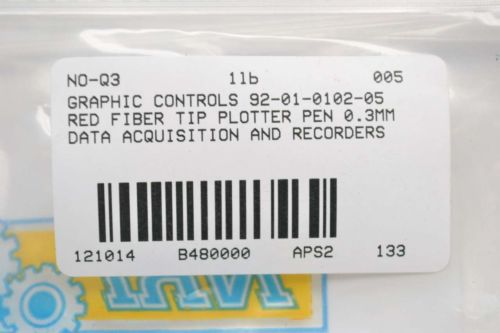 NO-Q3 1lb 005
GRAPHIC CONTROLS 92-01-0102-05
RED FIBER TIP PLOTTER PEN 0.3MM
DATA ACQUISITION AND RECORDERS
121014 B480000 APS2 133